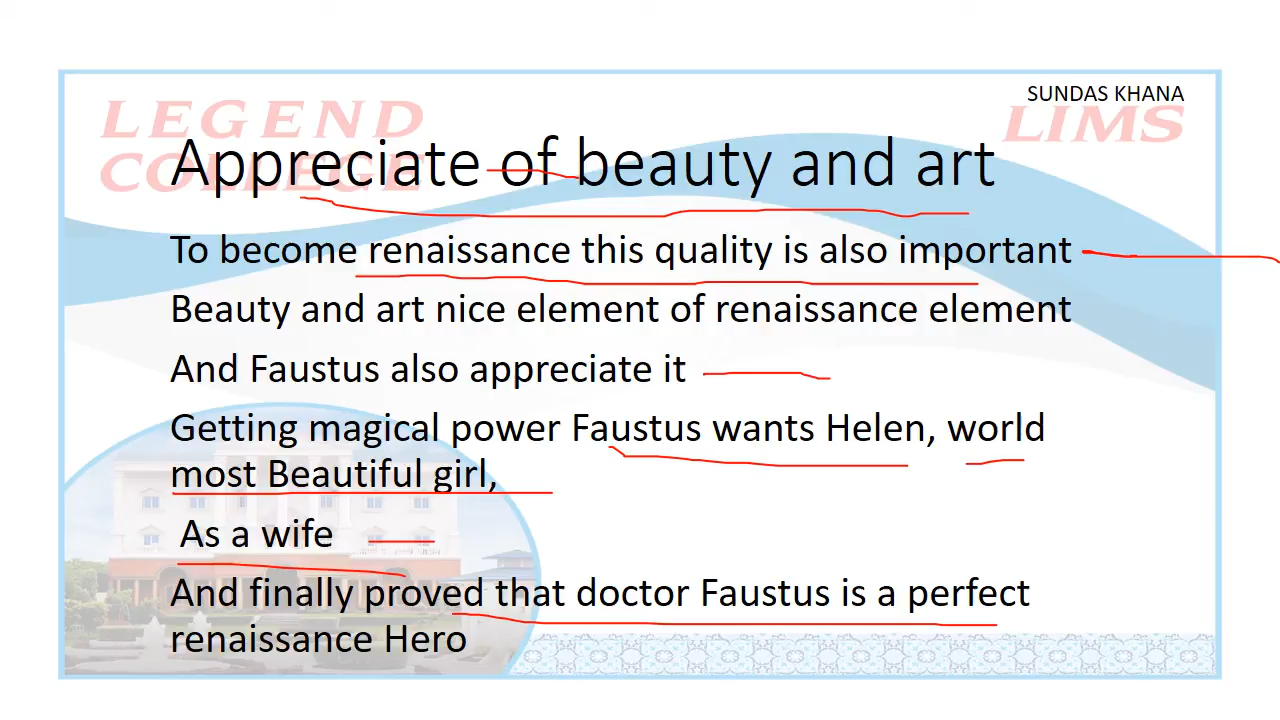 SUNDAS KHANA
LEGEND
COLLEGE
LIMS
Appreciate of beauty and art
To become renaissance this quality is also important
Beauty and art nice element of renaissance element
And Faustus also appreciate it
Getting magical power Faustus wants Helen, world
most Beautiful girl,
As a wife
And finally proved that doctor Faustus is a perfect
renaissance Hero